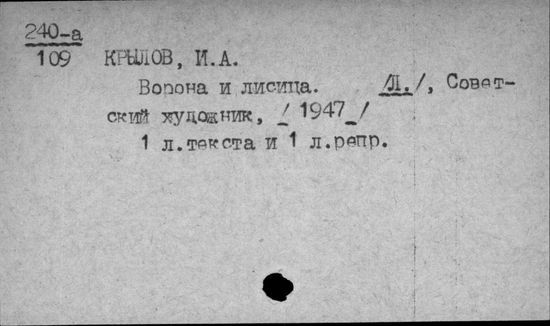 240-а
109 КРЫЛОВ, И.А.
Ворона и лисица. /Л./, Совет-
ский художник, /1947/
1 л.текста и 1 л.репр.